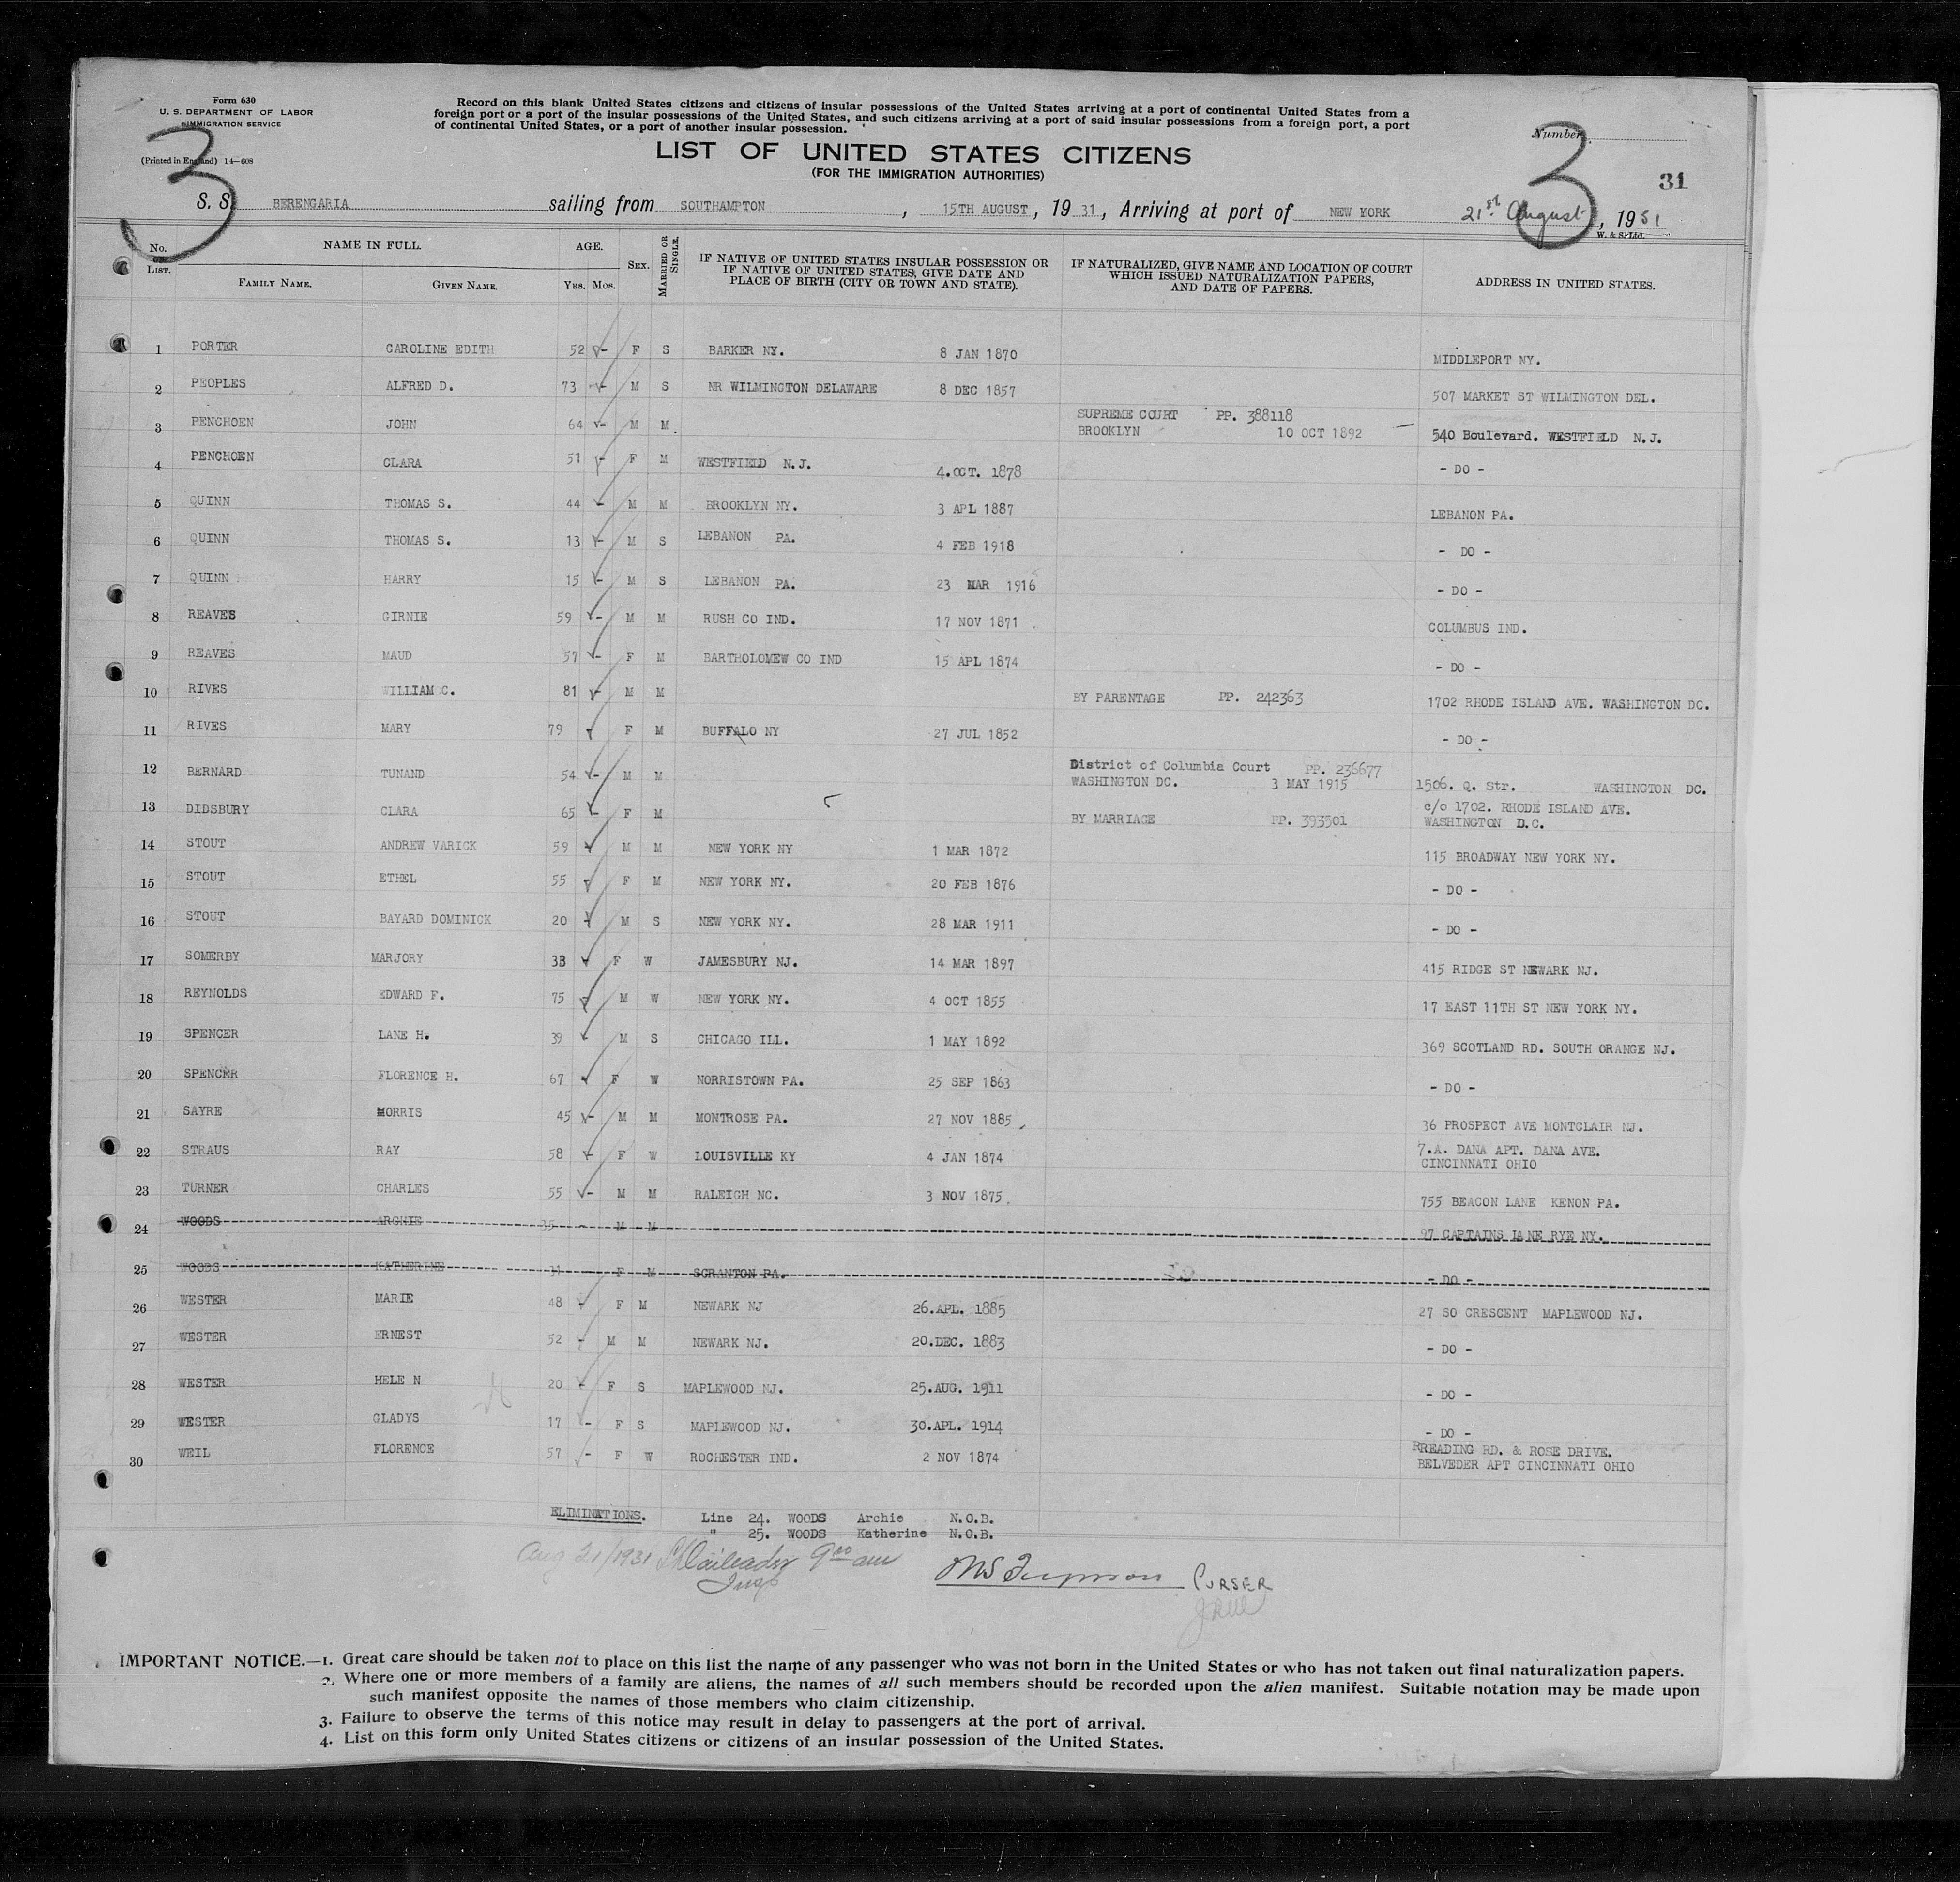 Form 630
U. S. DEPARTMENT OF LABOR
IMMIGRATION SERVICE
(Printed in England) 14—608
3
Record on this blank United States citizens and citizens of insular possessions of the United States arriving at a port of continental United States from a
foreign port or a port of the insular possessions of the United States, and such citizens arriving at a port of said insular possessions from a foreign port, a port
of continental United States, or a port of another insular possession.
LIST OF UNITED STATES CITIZENS
(FOR THE IMMIGRATION AUTHORITIES)
Number
3
31
S. S. BERENGARIA sailing from SOUTHAMPTON, 15TH AUGUST, 19 31, Arriving at port of NEW YORK 21st August, 1931
W. & S. Ltd.
No. ON LIST. NAME IN FULL. AGE. SEX. MARRIED OR SINGLE. IF NATIVE OF UNITED STATES INSULAR POSSESSION OR IF NATIVE OF UNITED STATES, GIVE DATE AND PLACE OF BIRTH (CITY OR TOWN AND STATE). IF NATURALIZED, GIVE NAME AND LOCATION OF COURT WHICH ISSUED NATURALIZATION PAPERS, AND DATE OF PAPERS. ADDRESS IN UNITED STATES.
FAMILY NAME. GIVEN NAME. YRS. MOS.
1 PORTER CAROLINE EDITH 52 F S BARKER NY. 8 JAN 1870 MIDDLEPORT NY.
2 PEOPLES ALFRED D. 73 M S NR WILMINGTON DELAWARE 8 DEC 1857 507 MARKET ST WILMINGTON DEL.
3 PENCHOEN JOHN 64 M M. SUPREME COURT PP. 388118
BROOKLYN 10 OCT 1892 540 Boulevard. WESTFIELD N.J.
4 PENCHOEN CLARA 51 F M WESTFIELD N.J. 4.OCT. 1878 - DO -
5 QUINN THOMAS S. 44 M M BROOKLYN NY. 3 APL 1887 LEBANON PA.
6 QUINN THOMAS S. 13 M S LEBANON PA. 4 FEB 1918 - DO -
7 QUINN HARRY 15 M S LEBANON PA. 23 MAR 1916 - DO -
8 REAVES GIRNIE 59 M M RUSH CO IND. 17 NOV 1871 COLUMBUS IND.
9 REAVES MAUD 57 F M BARTHOLOMEW CO IND 15 APL 1874 - DO -
10 RIVES WILLIAM C. 81 M M BY PARENTAGE PP. 242363 1702 RHODE ISLAND AVE. WASHINGTON DC.
11 RIVES MARY 79 F M BUFFALO NY 27 JUL 1852 - DO -
12 BERNARD TUNAND 54 M M District of Columbia Court PP. 236677
WASHINGTON DC. 3 MAY 1915 1506. Q. Str. WASHINGTON DC.
13 DIDSBURY CLARA 65 F M BY MARRIAGE PP. 393501 c/o 1702. RHODE ISLAND AVE.
WASHINGTON D.C.
14 STOUT ANDREW VARICK 59 M M NEW YORK NY 1 MAR 1872 115 BROADWAY NEW YORK NY.
15 STOUT ETHEL 55 F M NEW YORK NY. 20 FEB 1876 - DO -
16 STOUT BAYARD DOMINICK 20 M S NEW YORK NY. 28 MAR 1911 - DO -
17 SOMERBY MARJORY 33 F W JAMESBURY NJ. 14 MAR 1897 415 RIDGE ST NEWARK NJ.
18 REYNOLDS EDWARD F. 75 M W NEW YORK NY. 4 OCT 1855 17 EAST 11TH ST NEW YORK NY.
19 SPENCER LANE H. 39 M S CHICAGO ILL. 1 MAY 1892 369 SCOTLAND RD. SOUTH ORANGE NJ.
20 SPENCER FLORENCE H. 67 F W NORRISTOWN PA. 25 SEP 1863 - DO -
21 SAYRE MORRIS 45 M M MONTROSE PA. 27 NOV 1885 36 PROSPECT AVE MONTCLAIR NJ.
22 STRAUS RAY 58 F W LOUISVILLE KY 4 JAN 1874 7.A. DANA APT. DANA AVE.
CINCINNATI OHIO
23 TURNER CHARLES 55 M M RALEIGH NC. 3 NOV 1875. 755 BEACON LANE KENON PA.
24 WOODS ARCHIE 35 M M 97 CAPTAINS LANE RYE NY.
25 WOODS KATHERINE 31 F M SCRANTON PA. - DO -
26 WESTER MARIE 48 F M NEWARK NJ 26.APL. 1885 27 SO CRESCENT MAPLEWOOD NJ.
27 WESTER ERNEST 52 M M NEWARK NJ. 20.DEC. 1883 - DO -
28 WESTER HELE N 20 F S MAPLEWOOD NJ. 25.AUG. 1911 - DO -
29 WESTER GLADYS 17 F S MAPLEWOOD NJ. 30.APL. 1914 - DO -
30 WEIL FLORENCE 57 F W ROCHESTER IND. 2 NOV 1874 RREADING RD. & ROSE DRIVE.
BELVEDER APT CINCINNATI OHIO
ELIMINATIONS. Line 24. WOODS Archie N.O.B.
" 25. WOODS Katherine N.O.B.
Aug 21/1931 9 00 am
Insp
PURSER
IMPORTANT NOTICE.—1. Great care should be taken not to place on this list the name of any passenger who was not born in the United States or who has not taken out final naturalization papers.
2. Where one or more members of a family are aliens, the names of all such members should be recorded upon the alien manifest. Suitable notation may be made upon
such manifest opposite the names of those members who claim citizenship.
3. Failure to observe the terms of this notice may result in delay to passengers at the port of arrival.
4. List on this form only United States citizens or citizens of an insular possession of the United States.